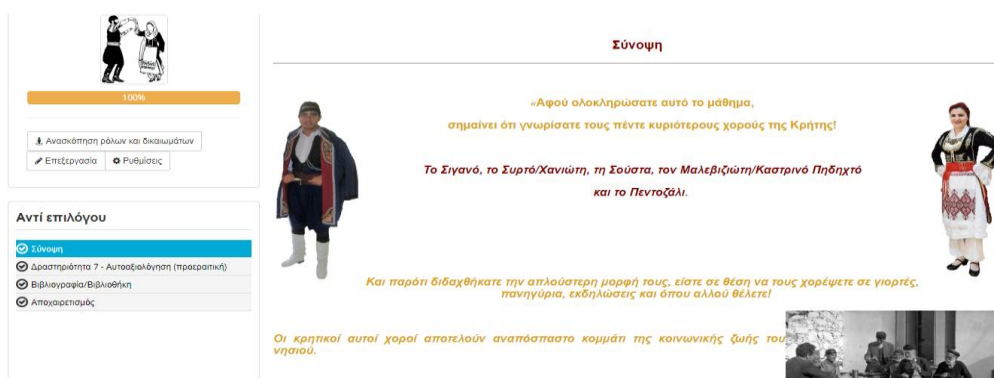 100%
Ανασκόπηση ρόλων και δικαιωμάτων
Επεξεργασία
Ρυθμίσεις
Αντί επιλόγου
Σύνοψη
Δραστηριότητα 7 - Αυτοαξιολόγηση (προεραιτική)
Βιβλιογραφία/Βιβλιοθήκη
Αποχαιρετισμός
Σύνοψη
«Αφού ολοκληρώσατε αυτό το μάθημα,
σημαίνει ότι γνωρίσατε τους πέντε κυριότερους χορούς της Κρήτης!
Το Σιγανό, το Συρτό/Χανιώτη, τη Σούστα, τον Μαλεβιζιώτη/Καστρινό Πηδηχτό
και το Πεντοζάλι.
Και παρότι διδαχθήκατε την απλούστερη μορφή τους, είστε σε θέση να τους χορέψετε σε γιορτές,
πανηγύρια, εκδηλώσεις και όπου αλλού θέλετε!
Οι κρητικοί αυτοί χοροί αποτελούν αναπόσπαστο κομμάτι της κοινωνικής ζωής του
νησιού.